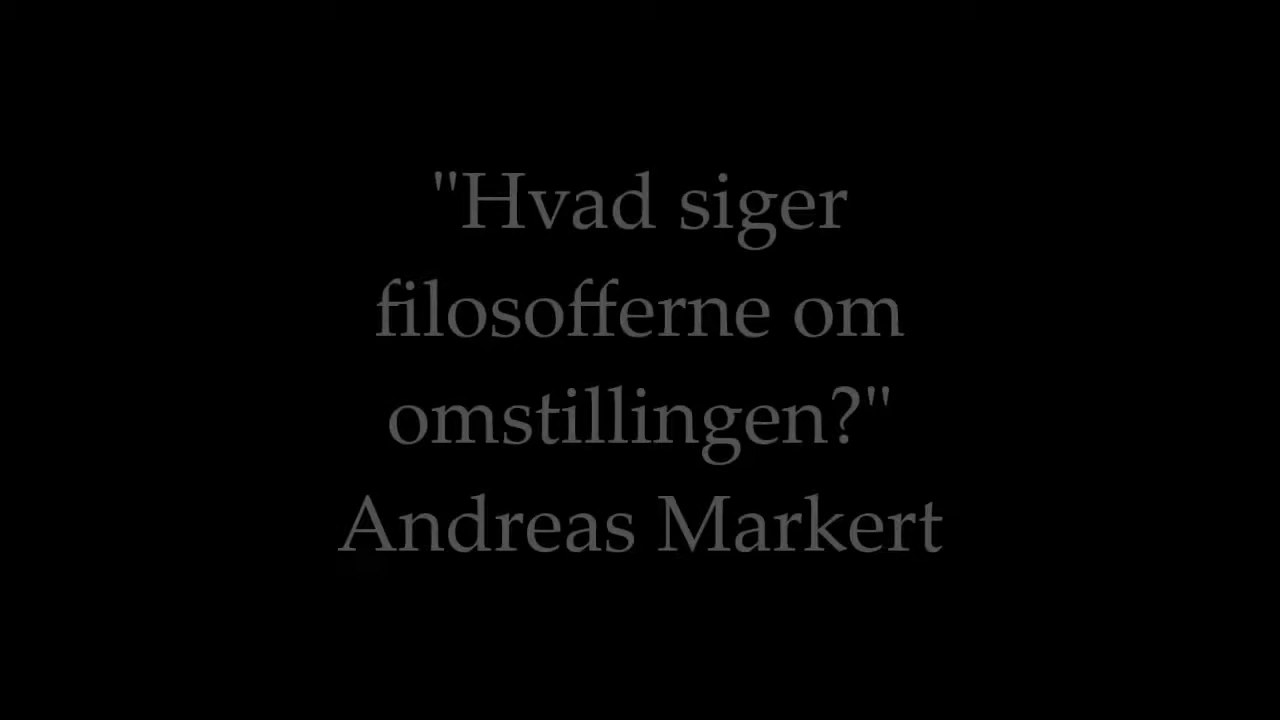 "Hvad siger
filosofferne om
omstillingen?"
Andreas Markert